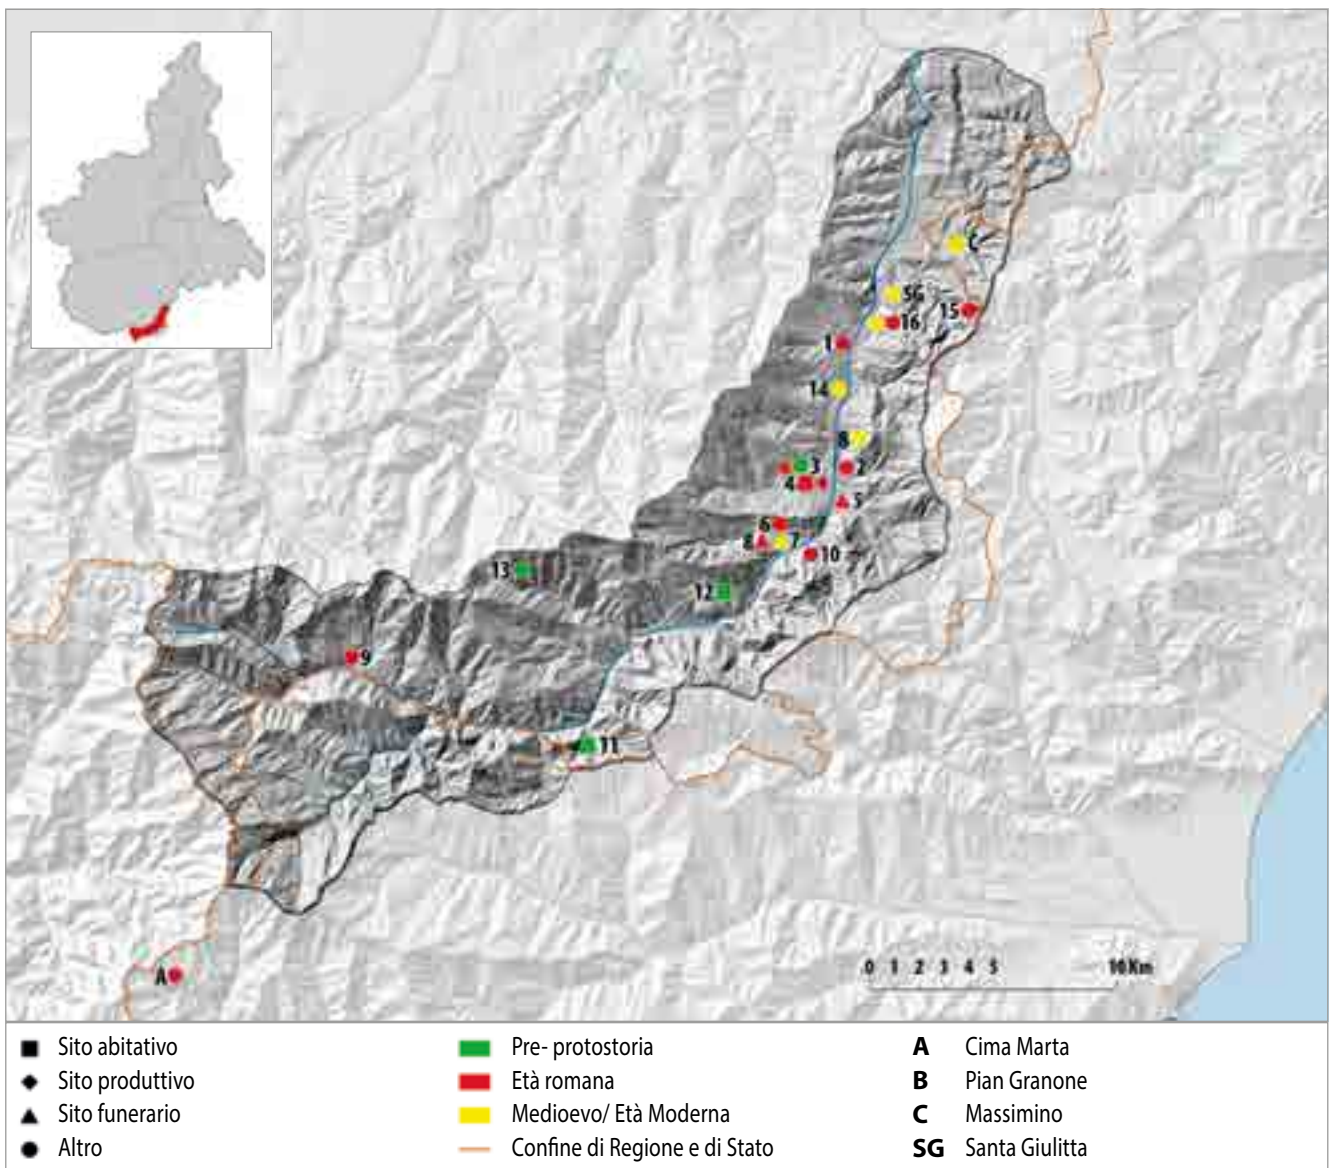 C
SG
15
16
1
14
B
3
2
4
5
6
8
7
10
13
12
9
11
A
0 1 2 3 4 5 10 Km
Sito abitativo
Sito produttivo
Sito funerario
Altro
Pre- protostoria
Età romana
Medioevo/ Età Moderna
Confine di Regione e di Stato
A Cima Marta
B Pian Granone
C Massimino
SG Santa Giulitta